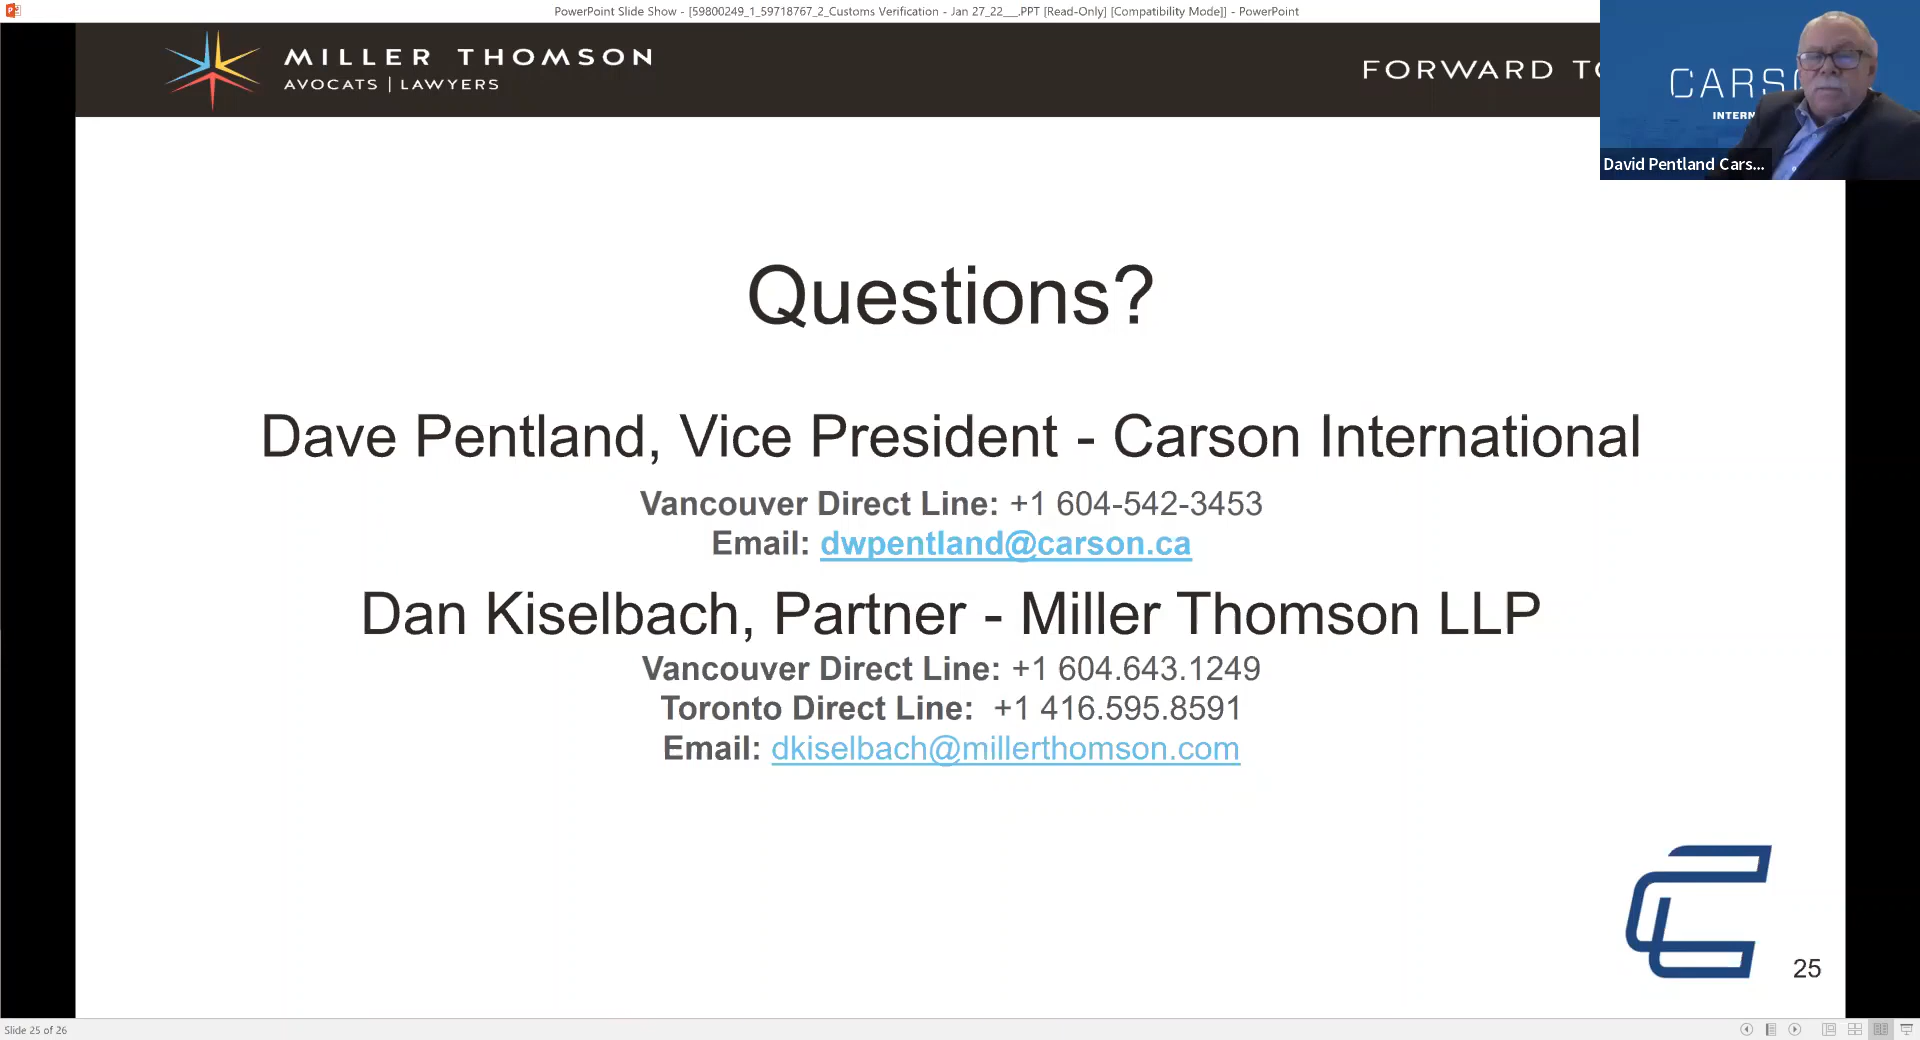 PowerPoint Slide Show - [59800249_1_59718767_2_Customs Verification - Jan 27_22__.PPT [Read-Only] [Compatibility Mode]] - PowerPoint
MILLER THOMSON
AVOCATS | LAWYERS
FORWARD
CARS
INTERN
David Pentland Cars...
Questions?
Dave Pentland, Vice President - Carson International
Vancouver Direct Line: +1 604-542-3453
Email: dwpentland@carson.ca
Dan Kiselbach, Partner - Miller Thomson LLP
Vancouver Direct Line: +1 604.643.1249
Toronto Direct Line: +1 416.595.8591
Email: dkiselbach@millerthomson.com
25
Slide 25 of 26